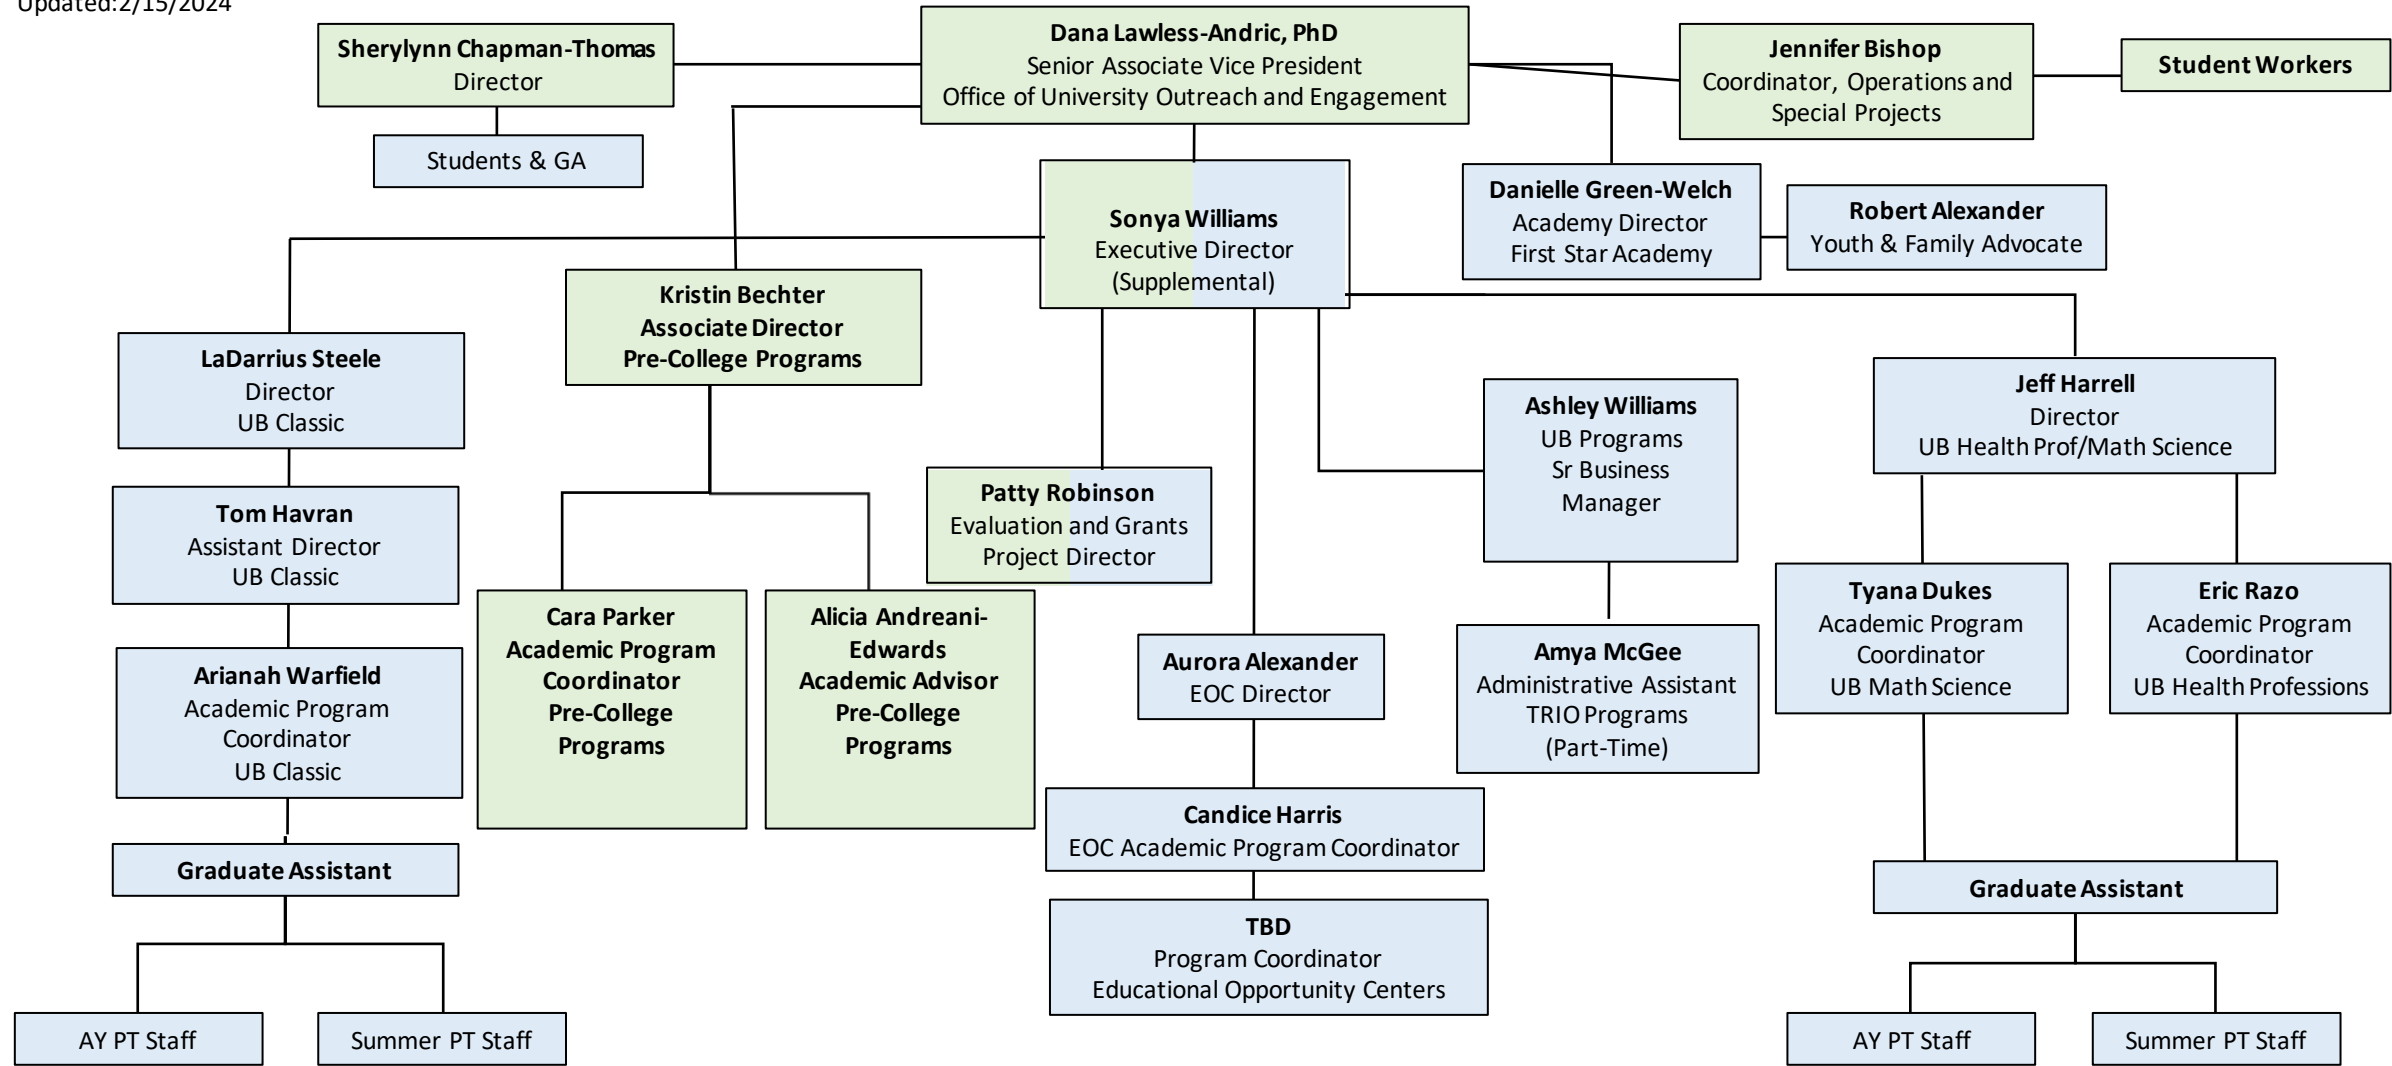 Updated:2/15/2024
Sherylynn Chapman-Thomas
Director
Students & GA
Dana Lawless-Andric, PhD
Senior Associate Vice President
Office of University Outreach and Engagement
Jennifer Bishop
Coordinator, Operations and
Special Projects
Student Workers
Sonya Williams
Executive Director
(Supplemental)
Danielle Green-Welch
Academy Director
First Star Academy
Robert Alexander
Youth & Family Advocate
Kristin Bechter
Associate Director
Pre-College Programs
LaDarrius Steele
Director
UB Classic
Tom Havran
Assistant Director
UB Classic
Arianah Warfield
Academic Program
Coordinator
UB Classic
Graduate Assistant
AY PT Staff
Summer PT Staff
Cara Parker
Academic Program
Coordinator
Pre-College
Programs
Alicia Andreani-
Edwards
Academic Advisor
Pre-College
Programs
Patty Robinson
Evaluation and Grants
Project Director
Aurora Alexander
EOC Director
Candice Harris
EOC Academic Program Coordinator
TBD
Program Coordinator
Educational Opportunity Centers
Ashley Williams
UB Programs
Sr Business
Manager
Amya McGee
Administrative Assistant
TRIO Programs
(Part-Time)
Jeff Harrell
Director
UB Health Prof/Math Science
Tyana Dukes
Academic Program
Coordinator
UB Math Science
Eric Razo
Academic Program
Coordinator
UB Health Professions
Graduate Assistant
AY PT Staff
Summer PT Staff